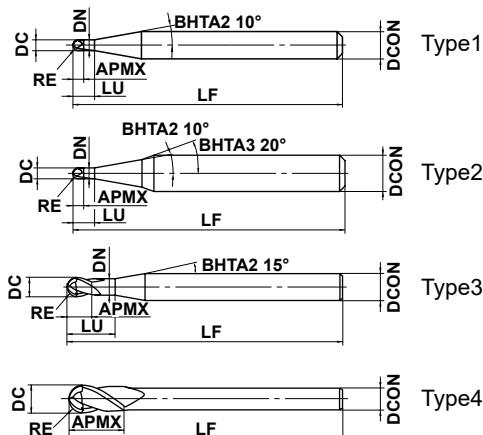 DC
DN
BHTA2 10°
DCON
Type1
RE
APMX
LU
LF
BHTA2 10°
DC
DN
BHTA3 20°
DCON
Type2
RE
APMX
LU
LF
DC
DN
BHTA2 15°
DCON
Type3
RE
APMX
LU
LF
DC
DCON
Type4
RE
APMX
LF